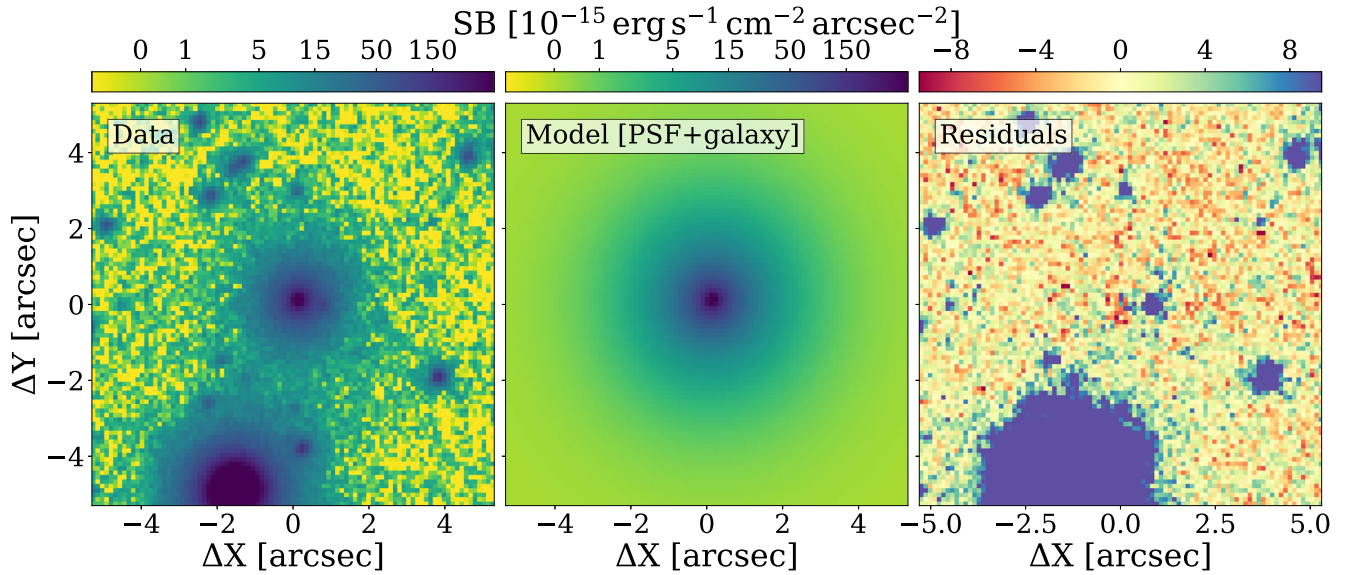 SB [10⁻¹⁵ erg s⁻¹ cm⁻² arcsec⁻²]
0 1 5 15 50 150 0 1 5 15 50 150 −8 −4 0 4 8
Data Model [PSF+galaxy] Residuals
4
2
0
−2
−4
ΔY [arcsec]
−4 −2 0 2 4 −4 −2 0 2 4 −5.0 −2.5 0.0 2.5 5.0
ΔX [arcsec] ΔX [arcsec] ΔX [arcsec]